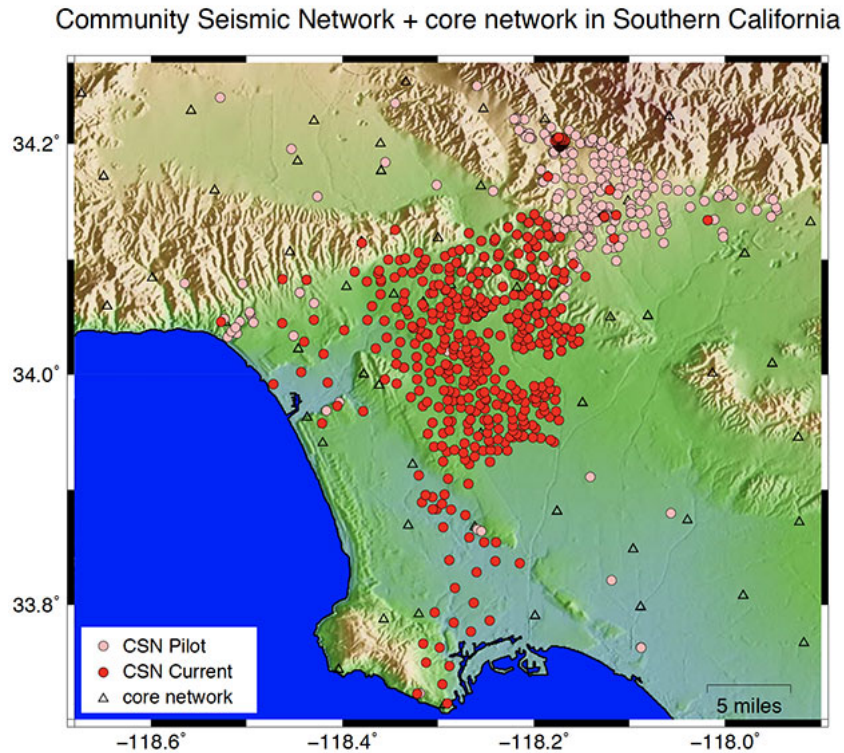 Community Seismic Network + core network in Southern California
34.2°
34.0°
33.8°
CSN Pilot
CSN Current
core network
5 miles
−118.6° −118.4° −118.2° −118.0°